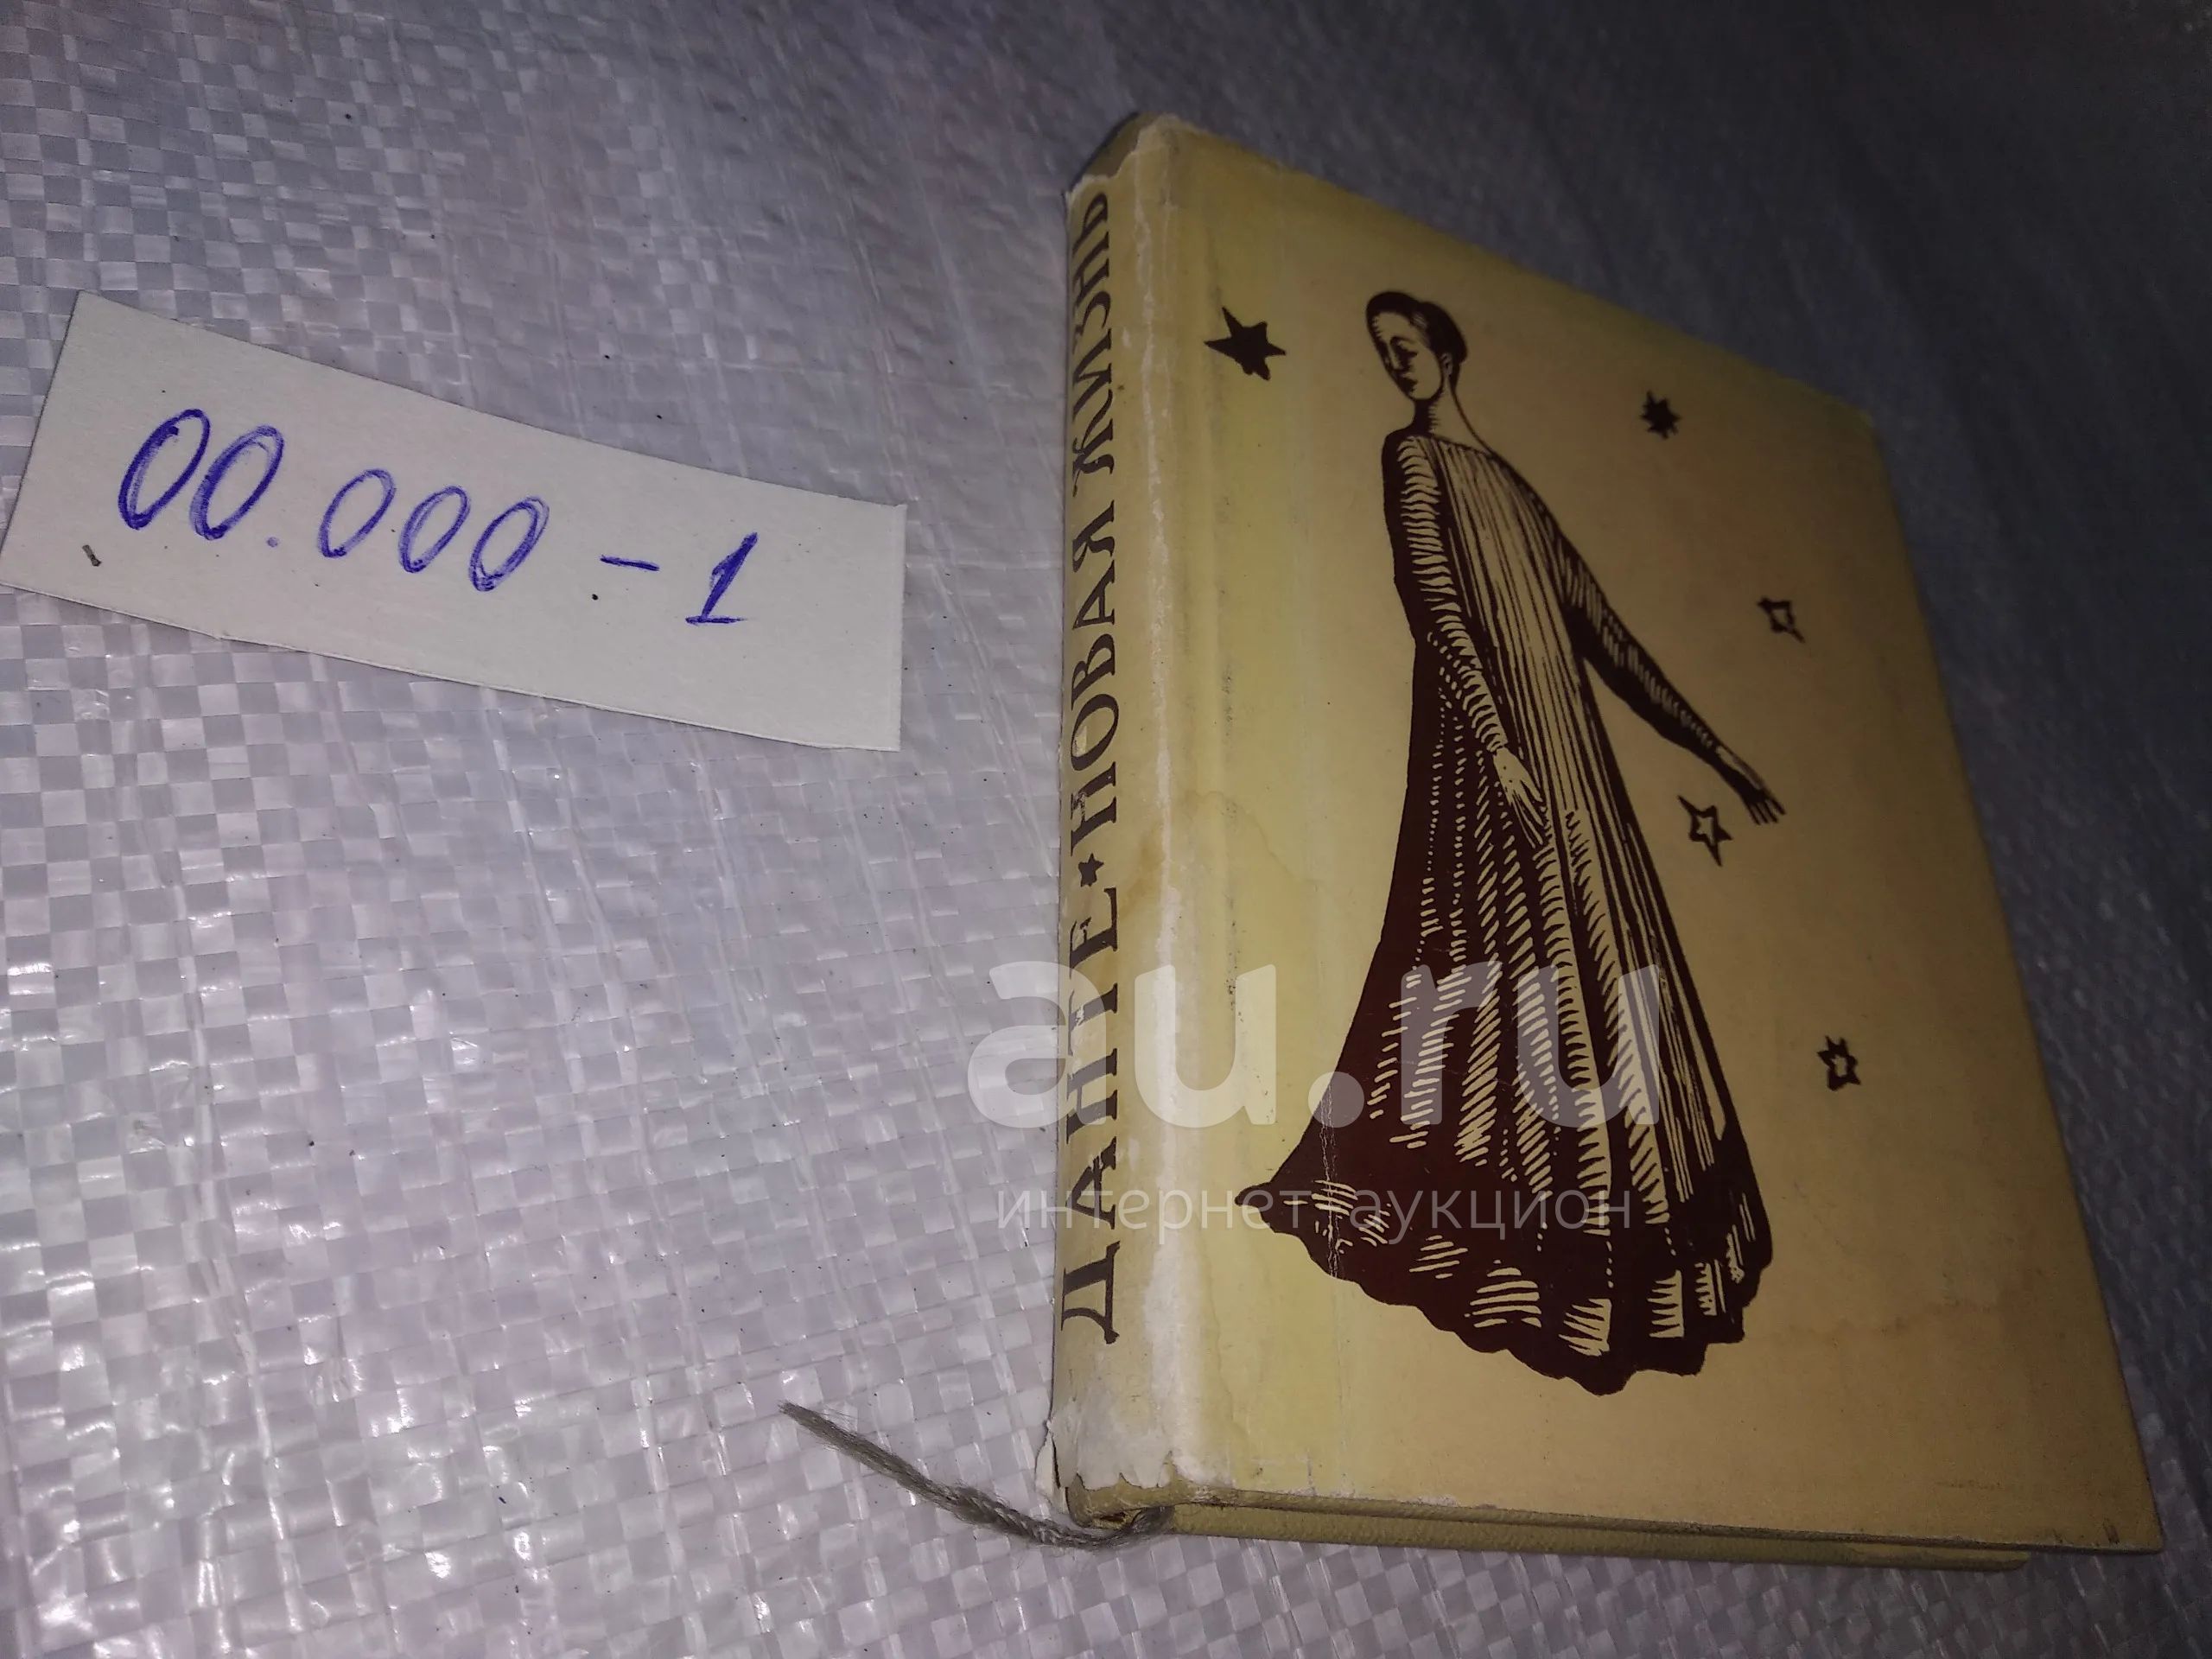 00.000-1
ДАНТЕ★НОВАЯ ЖИЗНЬ
au.ru
интернет-аукцион